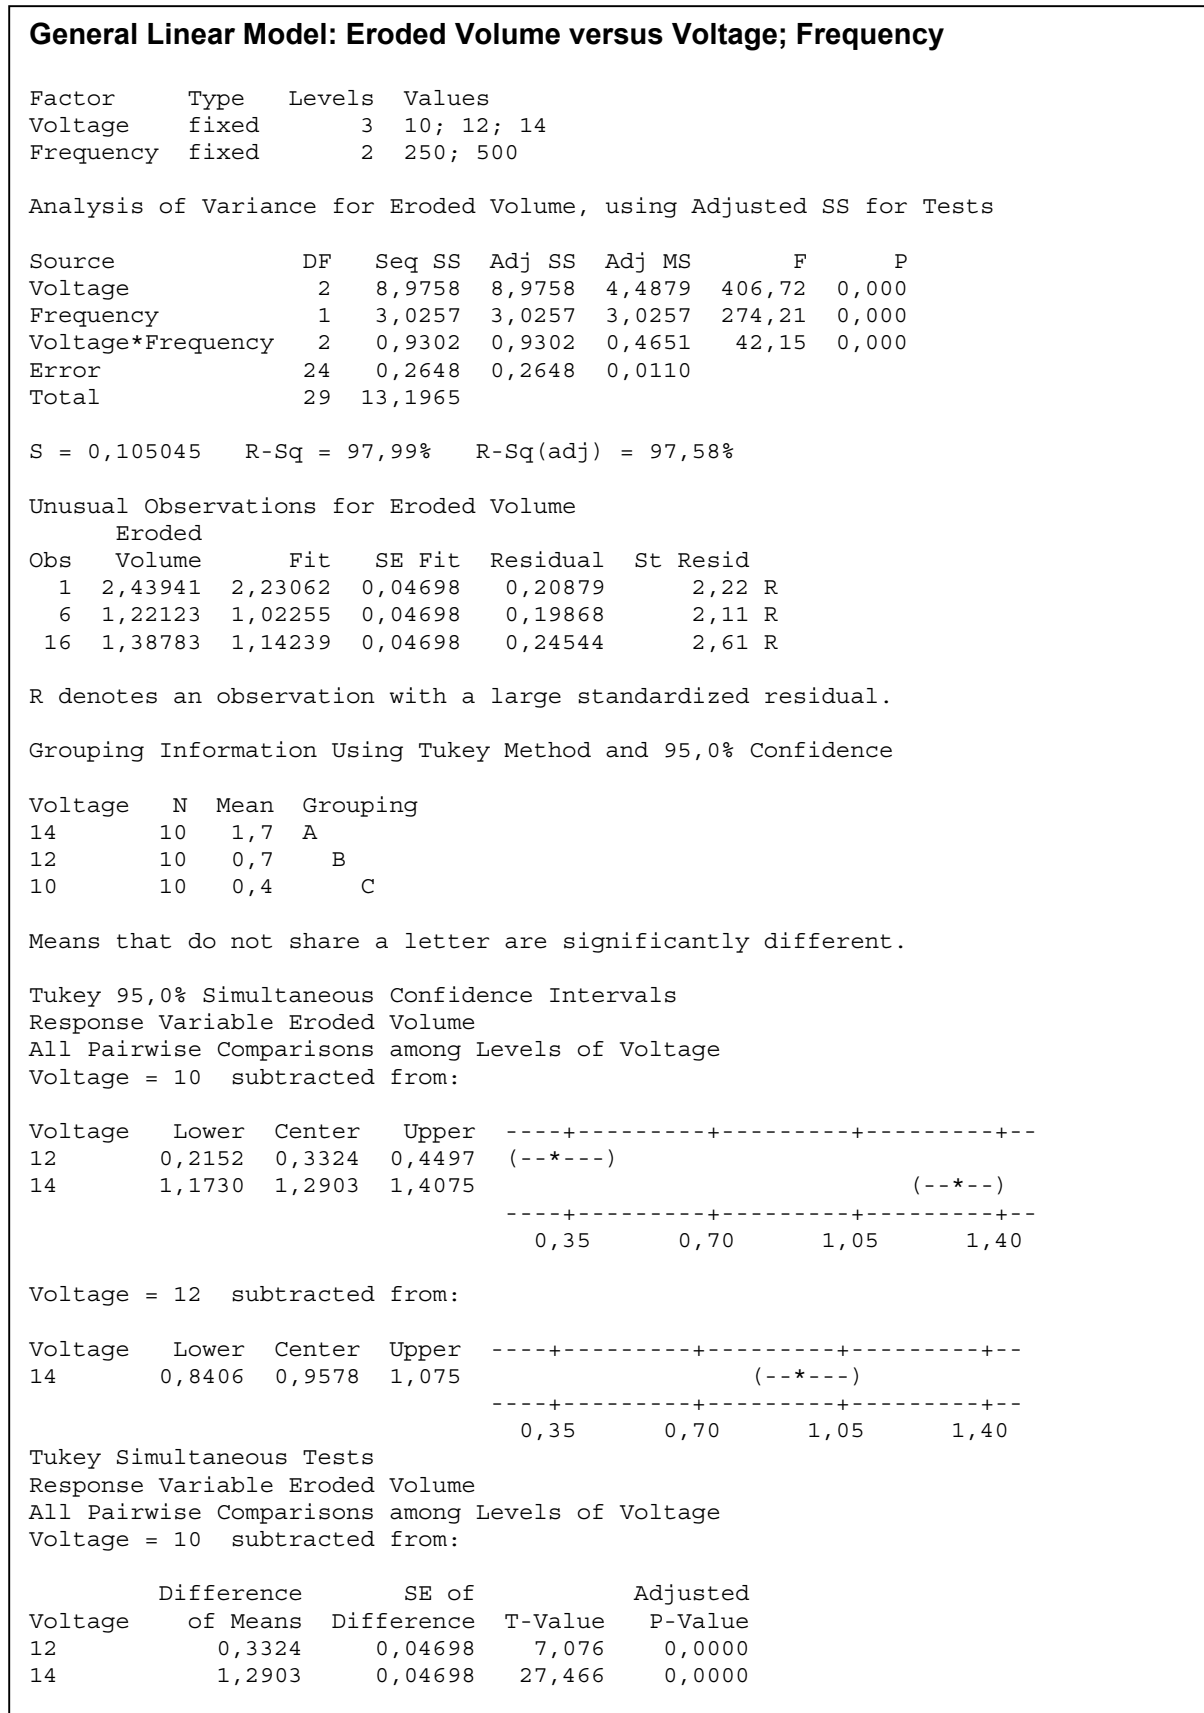 General Linear Model: Eroded Volume versus Voltage; Frequency
Factor Type Levels Values
Voltage fixed 3 10; 12; 14
Frequency fixed 2 250; 500
Analysis of Variance for Eroded Volume, using Adjusted SS for Tests
Source DF Seq SS Adj SS Adj MS F P
Voltage 2 8,9758 8,9758 4,4879 406,72 0,000
Frequency 1 3,0257 3,0257 3,0257 274,21 0,000
Voltage*Frequency 2 0,9302 0,9302 0,4651 42,15 0,000
Error 24 0,2648 0,2648 0,0110
Total 29 13,1965
S = 0,105045 R-Sq = 97,99% R-Sq(adj) = 97,58%
Unusual Observations for Eroded Volume
Eroded
Obs Volume Fit SE Fit Residual St Resid
1 2,43941 2,23062 0,04698 0,20879 2,22 R
6 1,22123 1,02255 0,04698 0,19868 2,11 R
16 1,38783 1,14239 0,04698 0,24544 2,61 R
R denotes an observation with a large standardized residual.
Grouping Information Using Tukey Method and 95,0% Confidence
Voltage N Mean Grouping
14 10 1,7 A
12 10 0,7 B
10 10 0,4 C
Means that do not share a letter are significantly different.
Tukey 95,0% Simultaneous Confidence Intervals
Response Variable Eroded Volume
All Pairwise Comparisons among Levels of Voltage
Voltage = 10 subtracted from:
Voltage Lower Center Upper ----+---------+---------+---------+--
12 0,2152 0,3324 0,4497 (--*---)
14 1,1730 1,2903 1,4075 (--*--)
----+---------+---------+---------+--
0,35 0,70 1,05 1,40
Voltage = 12 subtracted from:
Voltage Lower Center Upper ----+---------+---------+---------+--
14 0,8406 0,9578 1,075 (--*---)
----+---------+---------+---------+--
0,35 0,70 1,05 1,40
Tukey Simultaneous Tests
Response Variable Eroded Volume
All Pairwise Comparisons among Levels of Voltage
Voltage = 10 subtracted from:
Difference SE of Adjusted
Voltage of Means Difference T-Value P-Value
12 0,3324 0,04698 7,076 0,0000
14 1,2903 0,04698 27,466 0,0000